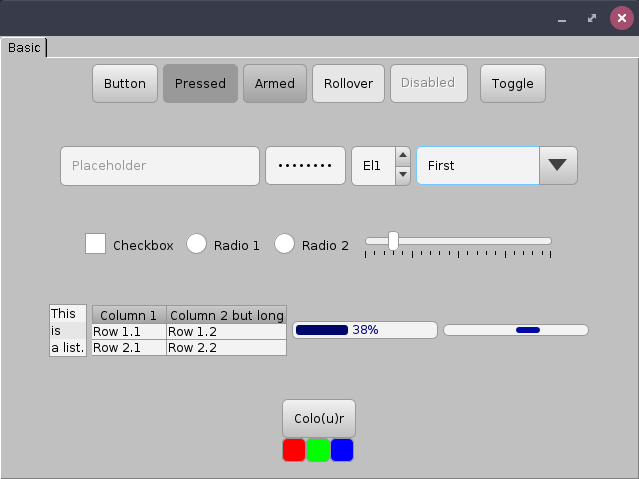 Basic
Button Pressed Armed Rollover Disabled Toggle
Placeholder •••••••• El1 First
Checkbox Radio 1 Radio 2
This
is
a list.
Column 1 Column 2 but long
Row 1.1 Row 1.2
Row 2.1 Row 2.2
38%
Colo(u)r